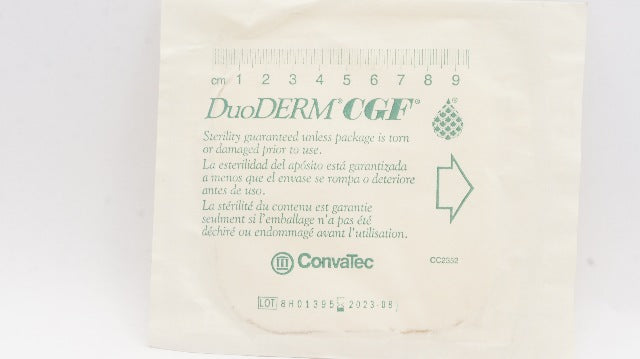 cm 1 2 3 4 5 6 7 8 9
DuoDERM® CGF®
Sterility guaranteed unless package is torn
or damaged prior to use.
La esterilidad del apósito está garantizada
a menos que el envase se rompa o deteriore
antes de uso.
La stérilité du contenu est garantie
seulment si l'emballage n'a pas été
déchiré ou endommagé avant l'utilisation.
ConvaTec
CC2352
LOT 8H01395 2023-08